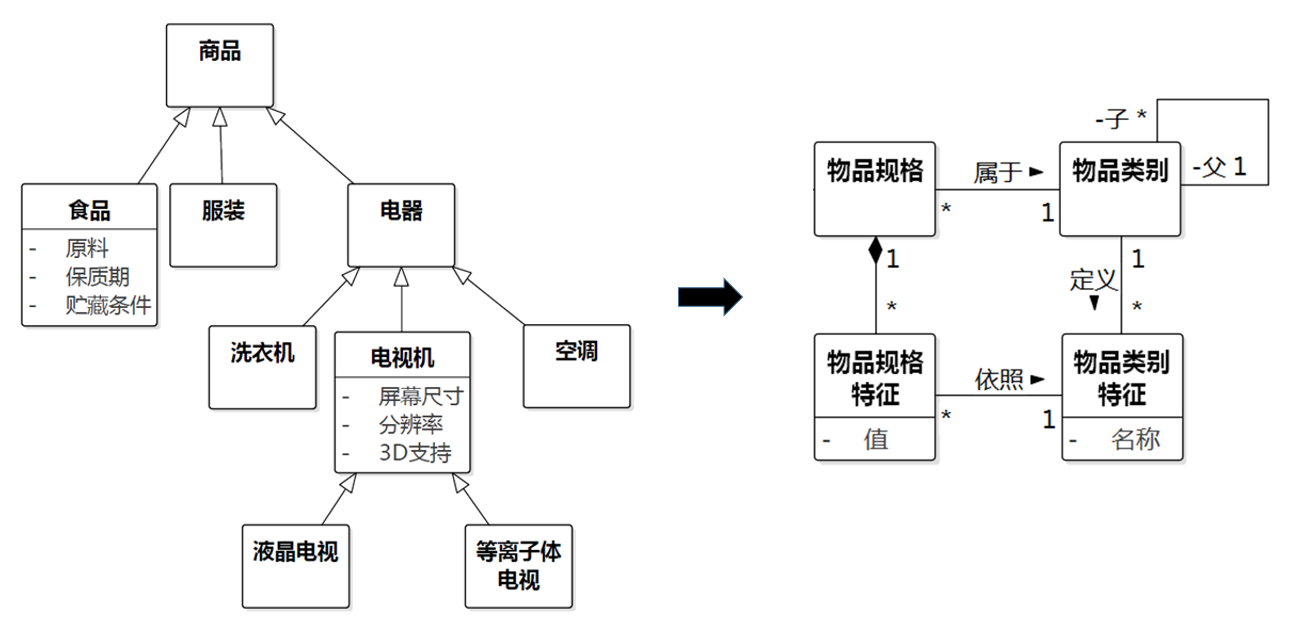 商品
食品
- 原料
- 保质期
- 贮藏条件
服装
电器
洗衣机
电视机
- 屏幕尺寸
- 分辨率
- 3D支持
空调
液晶电视
等离子体
电视
物品规格
属于
*
1
物品类别
-子 *
-父 1
1
*
1
定义
*
物品规格
特征
- 值
依照
*
1
物品类别
特征
- 名称